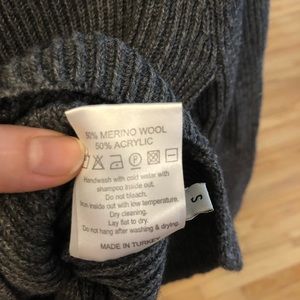 50% MERINO WOOL
50% ACRYLIC
Handwash with cold water with
shampoo inside out.
Do not bleach.
Iron inside out with low temperature.
Dry cleaning.
Lay flat to dry.
Do not hang after washing & drying.
MADE IN TURKEY
S